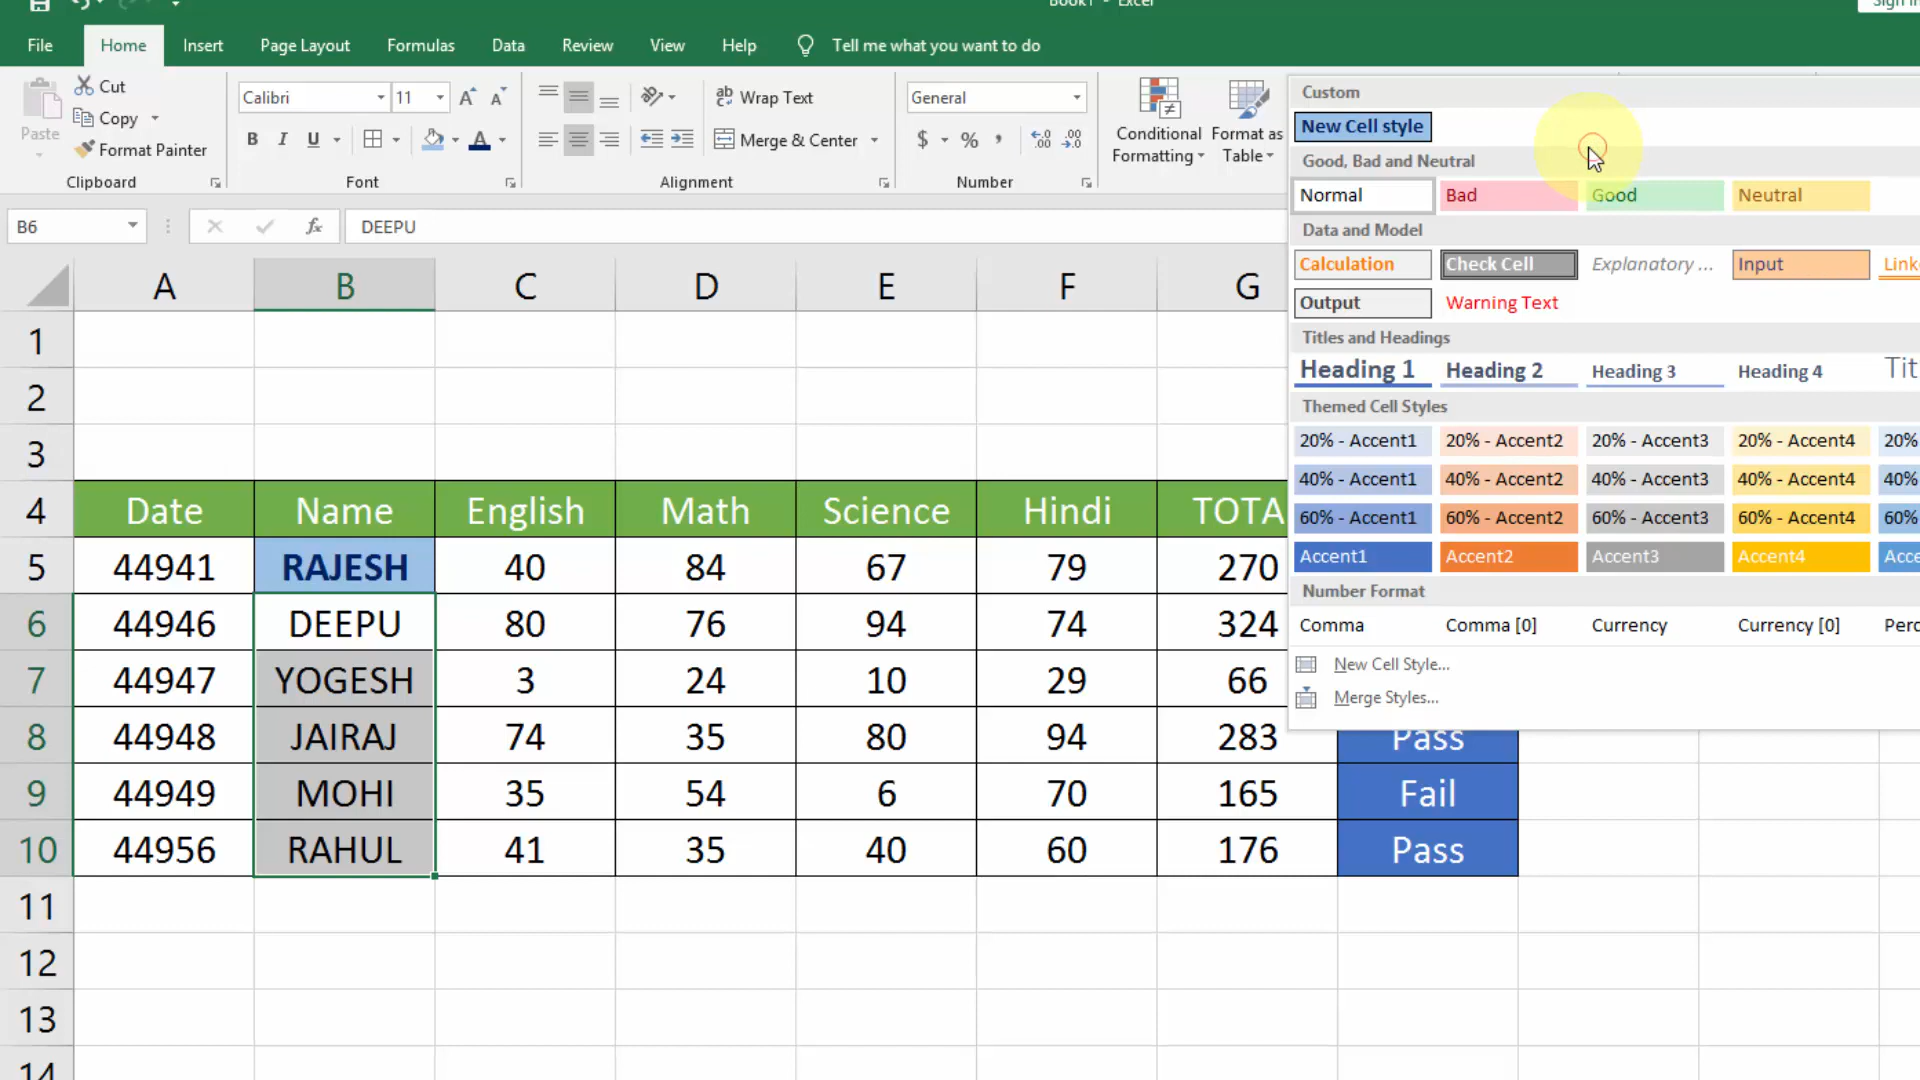 Book1 - Excel
Sign in
File Home Insert Page Layout Formulas Data Review View Help Tell me what you want to do
Paste
Cut
Copy
Format Painter
Clipboard
Calibri 11
B I U
Font
Wrap Text
Merge & Center
Alignment
General
$ % ,
Number
Conditional Formatting
Format as Table
B6 fx DEEPU
Custom
New Cell style
Good, Bad and Neutral
Normal Bad Good Neutral
Data and Model
Calculation Check Cell Explanatory ... Input Link
Output Warning Text
Titles and Headings
Heading 1 Heading 2 Heading 3 Heading 4 Tit
Themed Cell Styles
20% - Accent1 20% - Accent2 20% - Accent3 20% - Accent4 20%
40% - Accent1 40% - Accent2 40% - Accent3 40% - Accent4 40%
60% - Accent1 60% - Accent2 60% - Accent3 60% - Accent4 60%
Accent1 Accent2 Accent3 Accent4 Acce
Number Format
Comma Comma [0] Currency Currency [0] Perc
New Cell Style...
Merge Styles...
A B C D E F G
1
2
3
4 Date Name English Math Science Hindi TOTA
5 44941 RAJESH 40 84 67 79 270
6 44946 DEEPU 80 76 94 74 324
7 44947 YOGESH 3 24 10 29 66
8 44948 JAIRAJ 74 35 80 94 283 Pass
9 44949 MOHI 35 54 6 70 165 Fail
10 44956 RAHUL 41 35 40 60 176 Pass
11
12
13
14